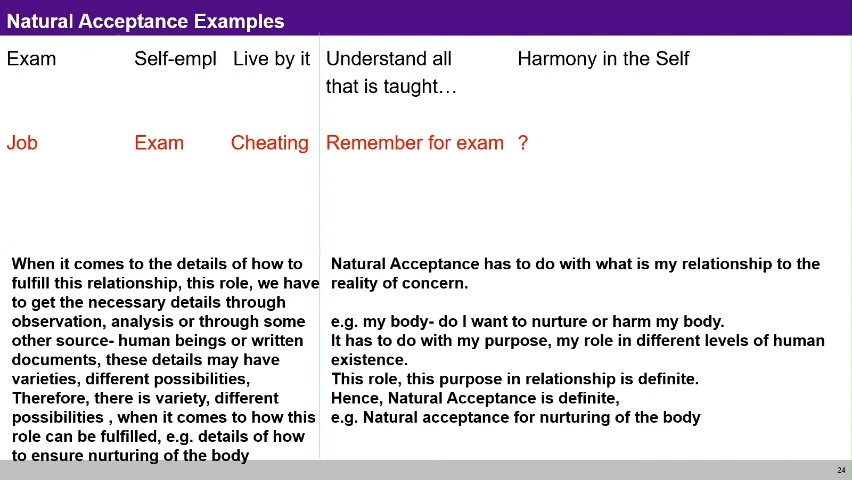 Natural Acceptance Examples
Exam Self-empl Live by it Understand all that is taught… Harmony in the Self
Job Exam Cheating Remember for exam ?
When it comes to the details of how to
fulfill this relationship, this role, we have
to get the necessary details through
observation, analysis or through some
other source- human beings or written
documents, these details may have
varieties, different possibilities,
Therefore, there is variety, different
possibilities , when it comes to how this
role can be fulfilled, e.g. details of how
to ensure nurturing of the body
Natural Acceptance has to do with what is my relationship to the
reality of concern.
e.g. my body- do I want to nurture or harm my body.
It has to do with my purpose, my role in different levels of human
existence.
This role, this purpose in relationship is definite.
Hence, Natural Acceptance is definite,
e.g. Natural acceptance for nurturing of the body
24